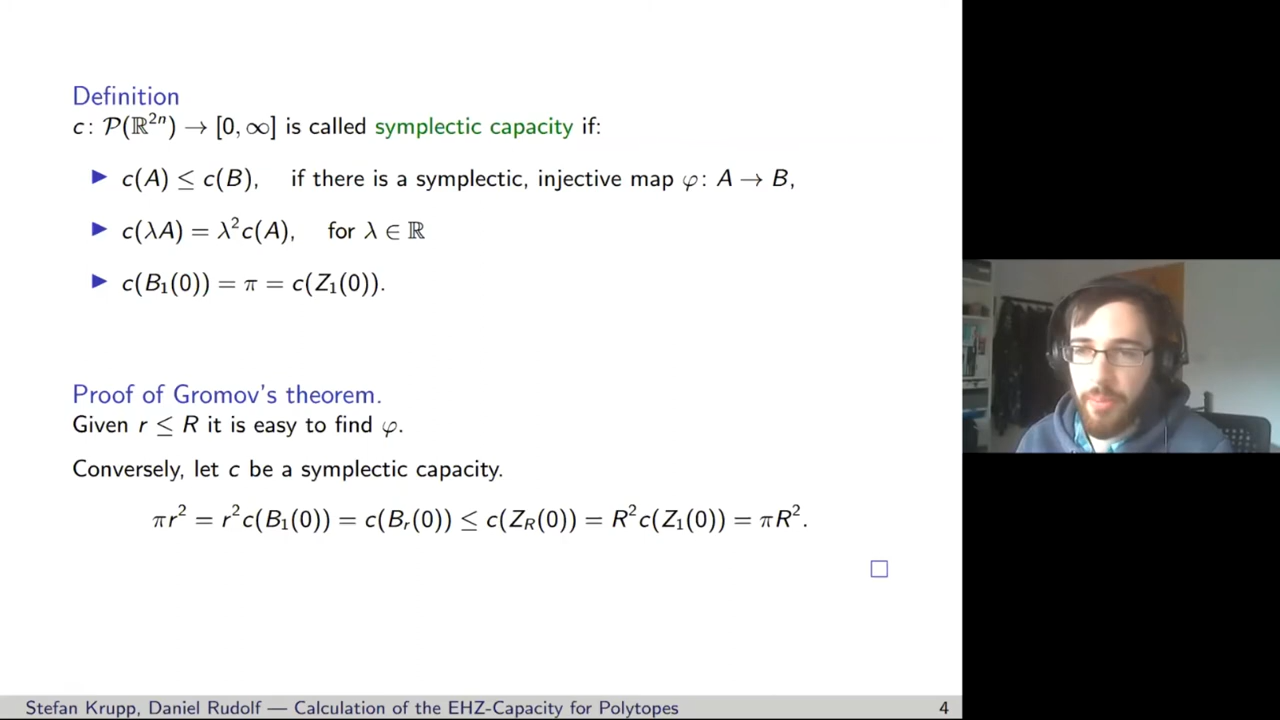 Definition
c: 𝒫(ℝ²ⁿ) → [0, ∞] is called symplectic capacity if:
▶ c(A) ≤ c(B), if there is a symplectic, injective map φ: A → B,
▶ c(λA) = λ²c(A), for λ ∈ ℝ
▶ c(B₁(0)) = π = c(Z₁(0)).
Proof of Gromov's theorem.
Given r ≤ R it is easy to find φ.
Conversely, let c be a symplectic capacity.
πr² = r²c(B₁(0)) = c(Bᵣ(0)) ≤ c(Z_R(0)) = R²c(Z₁(0)) = πR².
□
Stefan Krupp, Daniel Rudolf — Calculation of the EHZ-Capacity for Polytopes 4